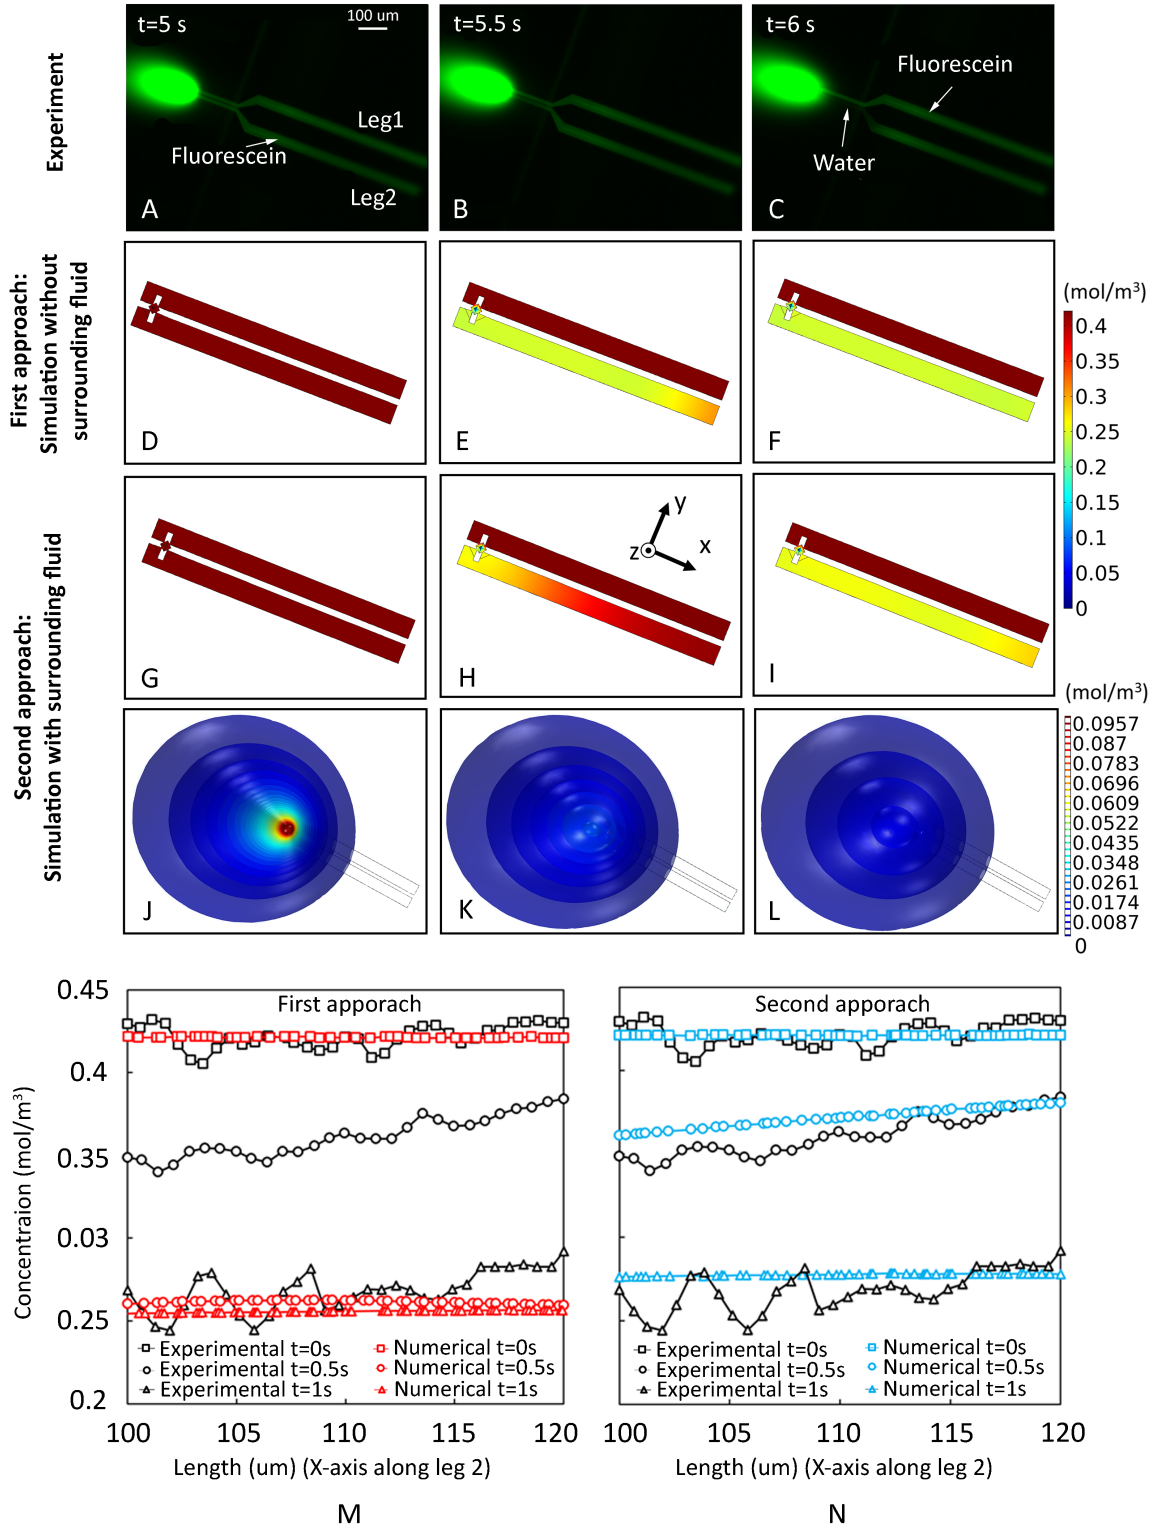 Experiment
t=5 s
100 um
Leg1
Fluorescein
Leg2
A
t=5.5 s
B
t=6 s
Fluorescein
Water
C
First approach:
Simulation without
surrounding fluid
D
E
F
(mol/m³)
0.4
0.35
0.3
0.25
0.2
0.15
0.1
0.05
0
Second approach:
Simulation with surrounding fluid
G
H
y
x
z
I
J
K
L
(mol/m³)
0.0957
0.087
0.0783
0.0696
0.0609
0.0522
0.0435
0.0348
0.0261
0.0174
0.0087
0
Concentraion (mol/m³)
0.45
0.4
0.35
0.03
0.25
0.2
First apporach
Experimental t=0s
Experimental t=0.5s
Experimental t=1s
Numerical t=0s
Numerical t=0.5s
Numerical t=1s
100 105 110 115 120
Length (um) (X-axis along leg 2)
M
Second apporach
Experimental t=0s
Experimental t=0.5s
Experimental t=1s
Numerical t=0s
Numerical t=0.5s
Numerical t=1s
100 105 110 115 120
Length (um) (X-axis along leg 2)
N